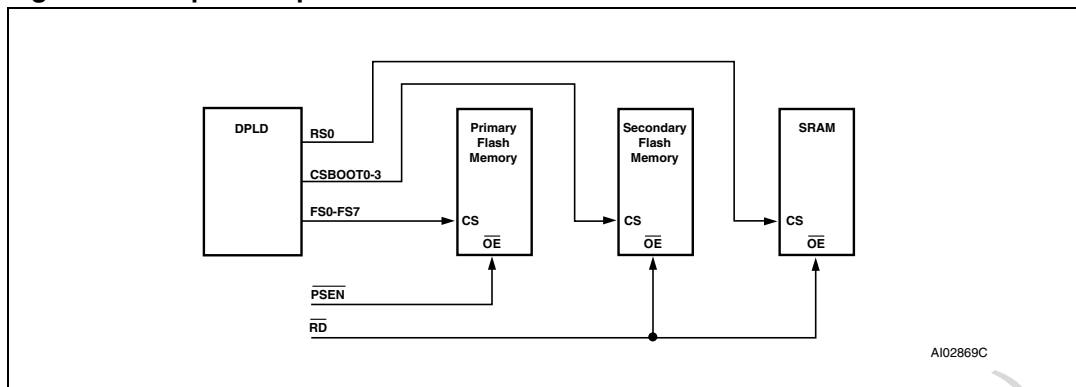 DPLD
RS0
CSBOOT0-3
FS0-FS7
Primary
Flash
Memory
CS
OE
Secondary
Flash
Memory
CS
OE
SRAM
CS
OE
PSEN
RD
AI02869C